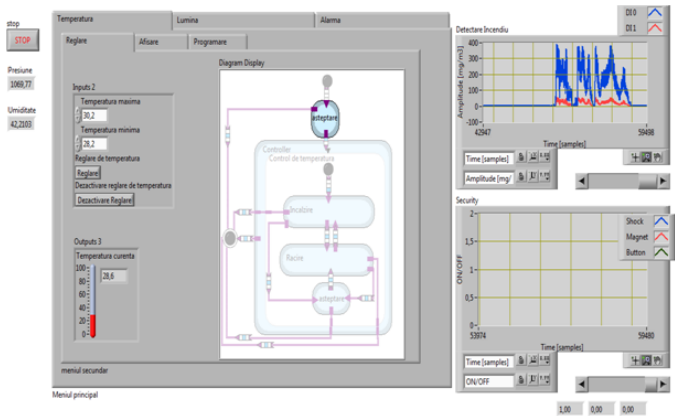 stop
STOP
Presiune
1069,77
Umiditate
42,2103
Temperatura
Lumina
Alarma
Reglare
Afisare
Programare
Inputs 2
Temperatura maxima
30,2
Temperatura minima
28,2
Reglare de temperatura
Reglare
Dezactivare reglare de temperatura
Dezactivare Reglare
Outputs 3
Temperatura curenta
28,6
100-
80-
60-
40-
20-
0-
Diagram Display
asteptare
Controller
Control de temperatura
Incalzire
Racire
asteptare
meniul secundar
Meniul principal
Detectare Incendiu
DI 0
DI 1
Amplitude [mg/m3]
400-
300-
200-
100-
0-
-100-
42947
59498
Time [samples]
Time [samples]
Amplitude [mg/
Security
Shock
Magnet
Button
ON/OFF
2-
1,5-
1-
0,5-
0-
53974
59480
Time [samples]
Time [samples]
ON/OFF
1,00
0,00
0,00